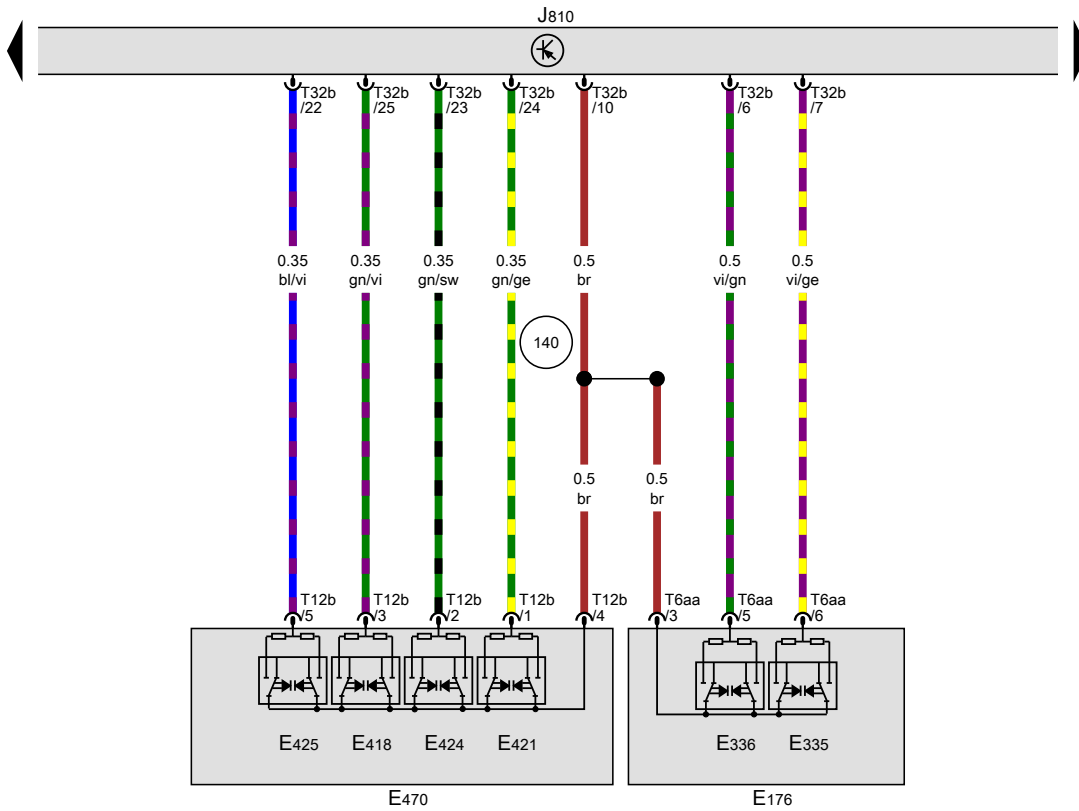 J810
T32b T32b T32b T32b T32b T32b T32b
/22 /25 /23 /24 /10 /6 /7
0.35 0.35 0.35 0.35 0.5 0.5 0.5
bl/vi gn/vi gn/sw gn/ge br vi/gn vi/ge
140
0.5 0.5
br br
T12b T12b T12b T12b T12b T6aa T6aa T6aa
/5 /3 /2 /1 /4 /3 /5 /6
E425 E418 E424 E421 E336 E335
E470 E176